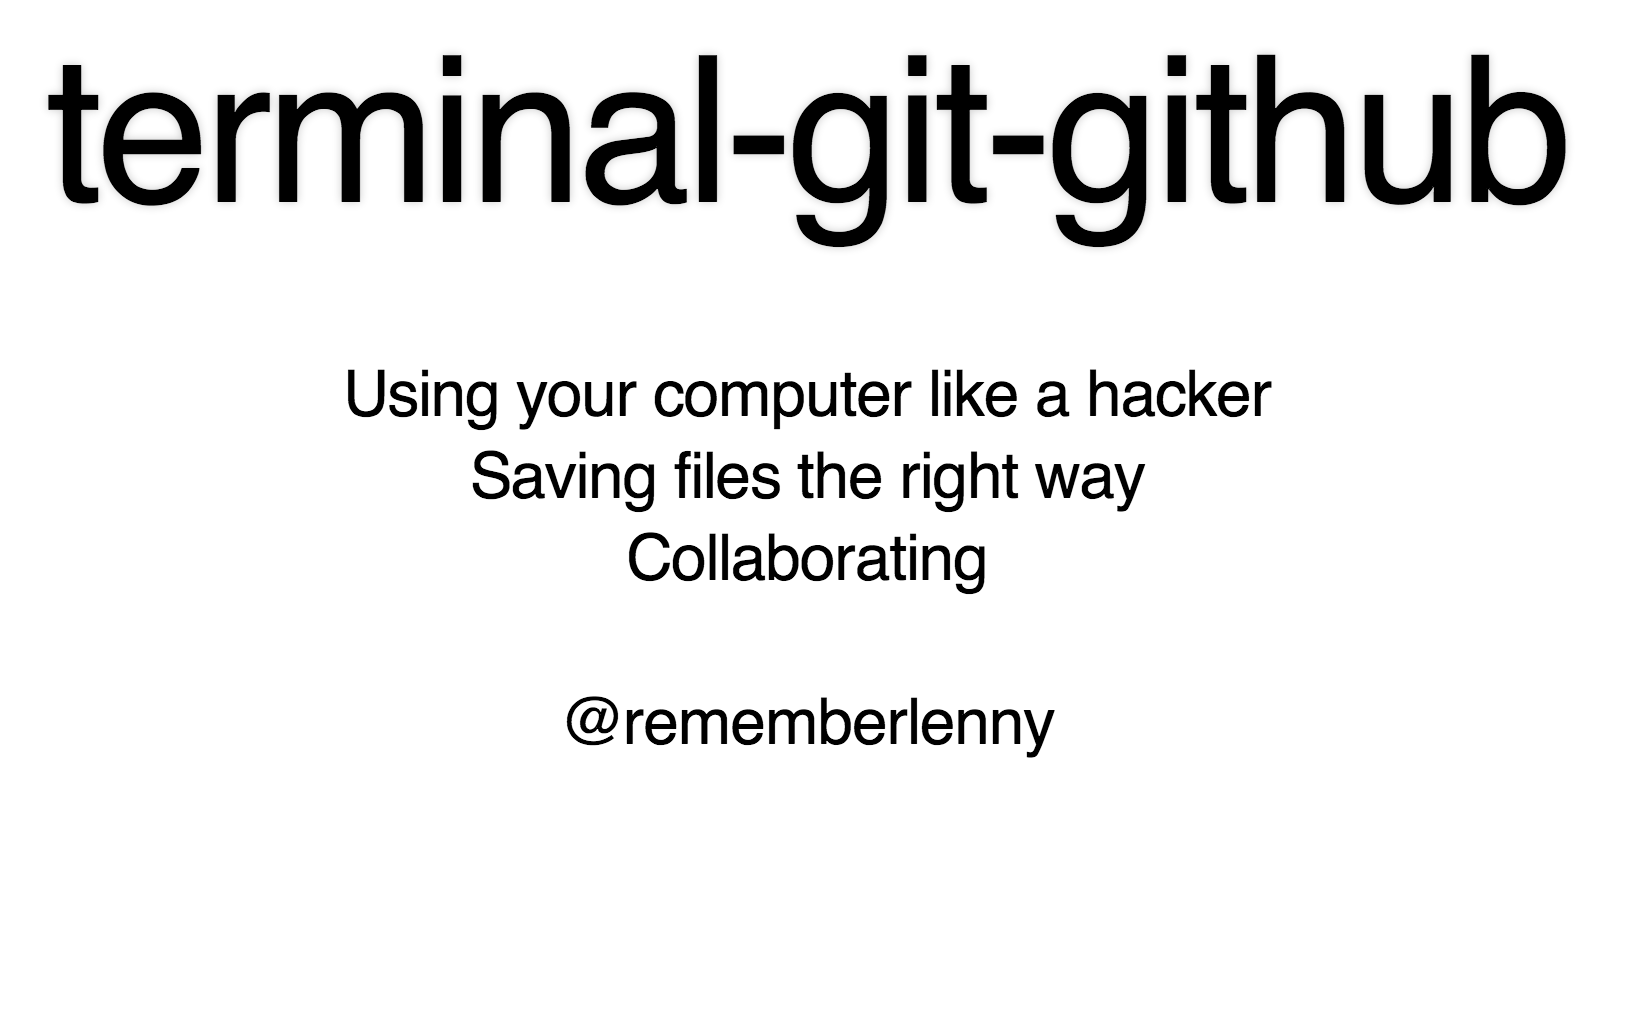 terminal-git-github
Using your computer like a hacker
Saving files the right way
Collaborating
@rememberlenny